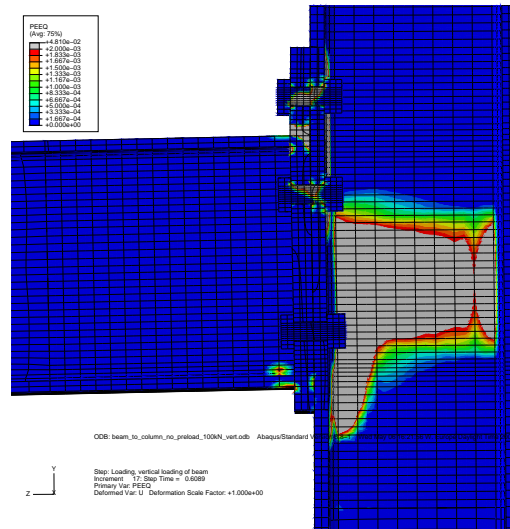 PEEQ
(Avg: 75%)
+4.810e−02
+2.000e−03
+1.833e−03
+1.667e−03
+1.500e−03
+1.333e−03
+1.167e−03
+1.000e−03
+8.333e−04
+6.667e−04
+5.000e−04
+3.333e−04
+1.667e−04
+0.000e+00
ODB: beam_to_column_no_preload_100kN_vert.odb Abaqus/Standard
Y
Z
X
Step: Loading, vertical loading of beam
Increment 17: Step Time = 0.6089
Primary Var: PEEQ
Deformed Var: U Deformation Scale Factor: +1.000e+00